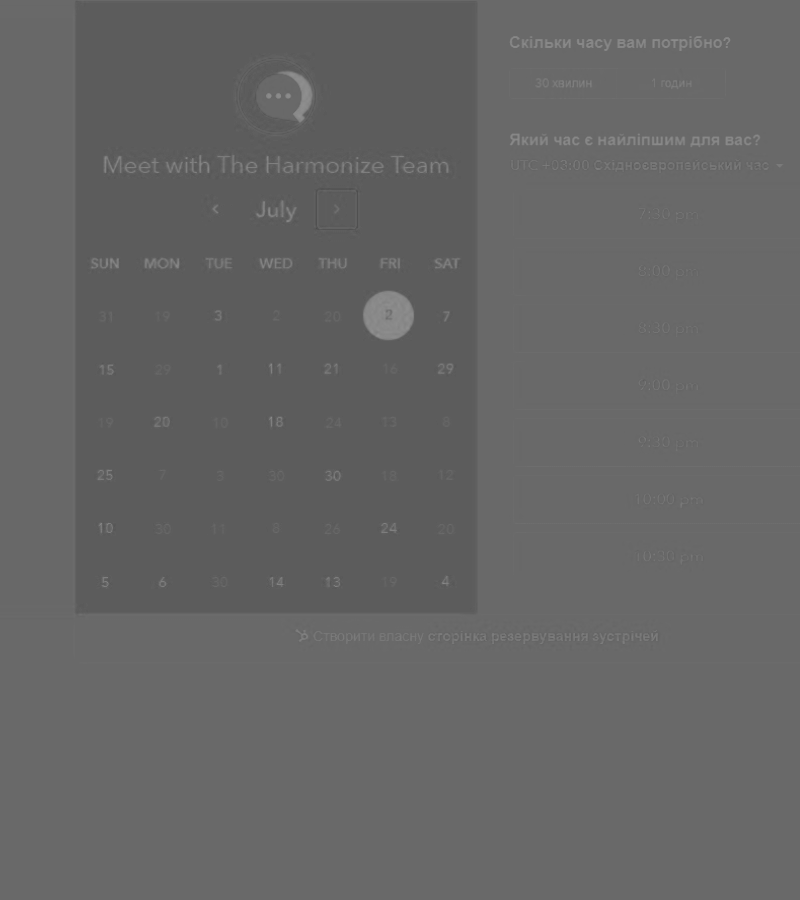 Meet with The Harmonize Team
July
SUN MON TUE WED THU FRI SAT
31 19 3 2 20 2 7
15 29 1 11 21 16 29
19 20 10 18 24 13 8
25 7 3 30 30 18 12
10 30 11 8 26 24 20
5 6 30 14 13 19 4
Скільки часу вам потрібно?
30 хвилин 1 годин
Який час є найліпшим для вас?
UTC +03:00 Східноєвропейський час
7:30 pm
8:00 pm
8:30 pm
9:00 pm
9:30 pm
10:00 pm
10:30 pm
Створити власну сторінка резервування зустрічей